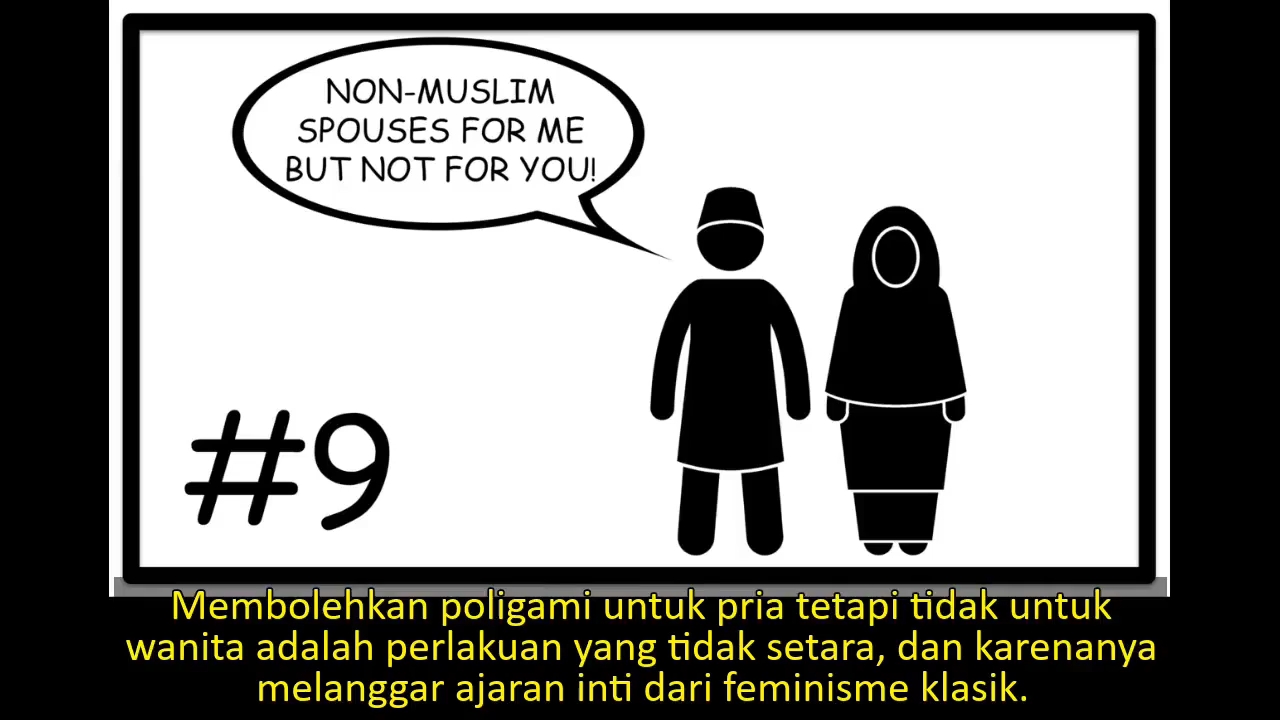 NON-MUSLIM
SPOUSES FOR ME
BUT NOT FOR YOU!
#9
Membolehkan poligami untuk pria tetapi tidak untuk
wanita adalah perlakuan yang tidak setara, dan karenanya
melanggar ajaran inti dari feminisme klasik.